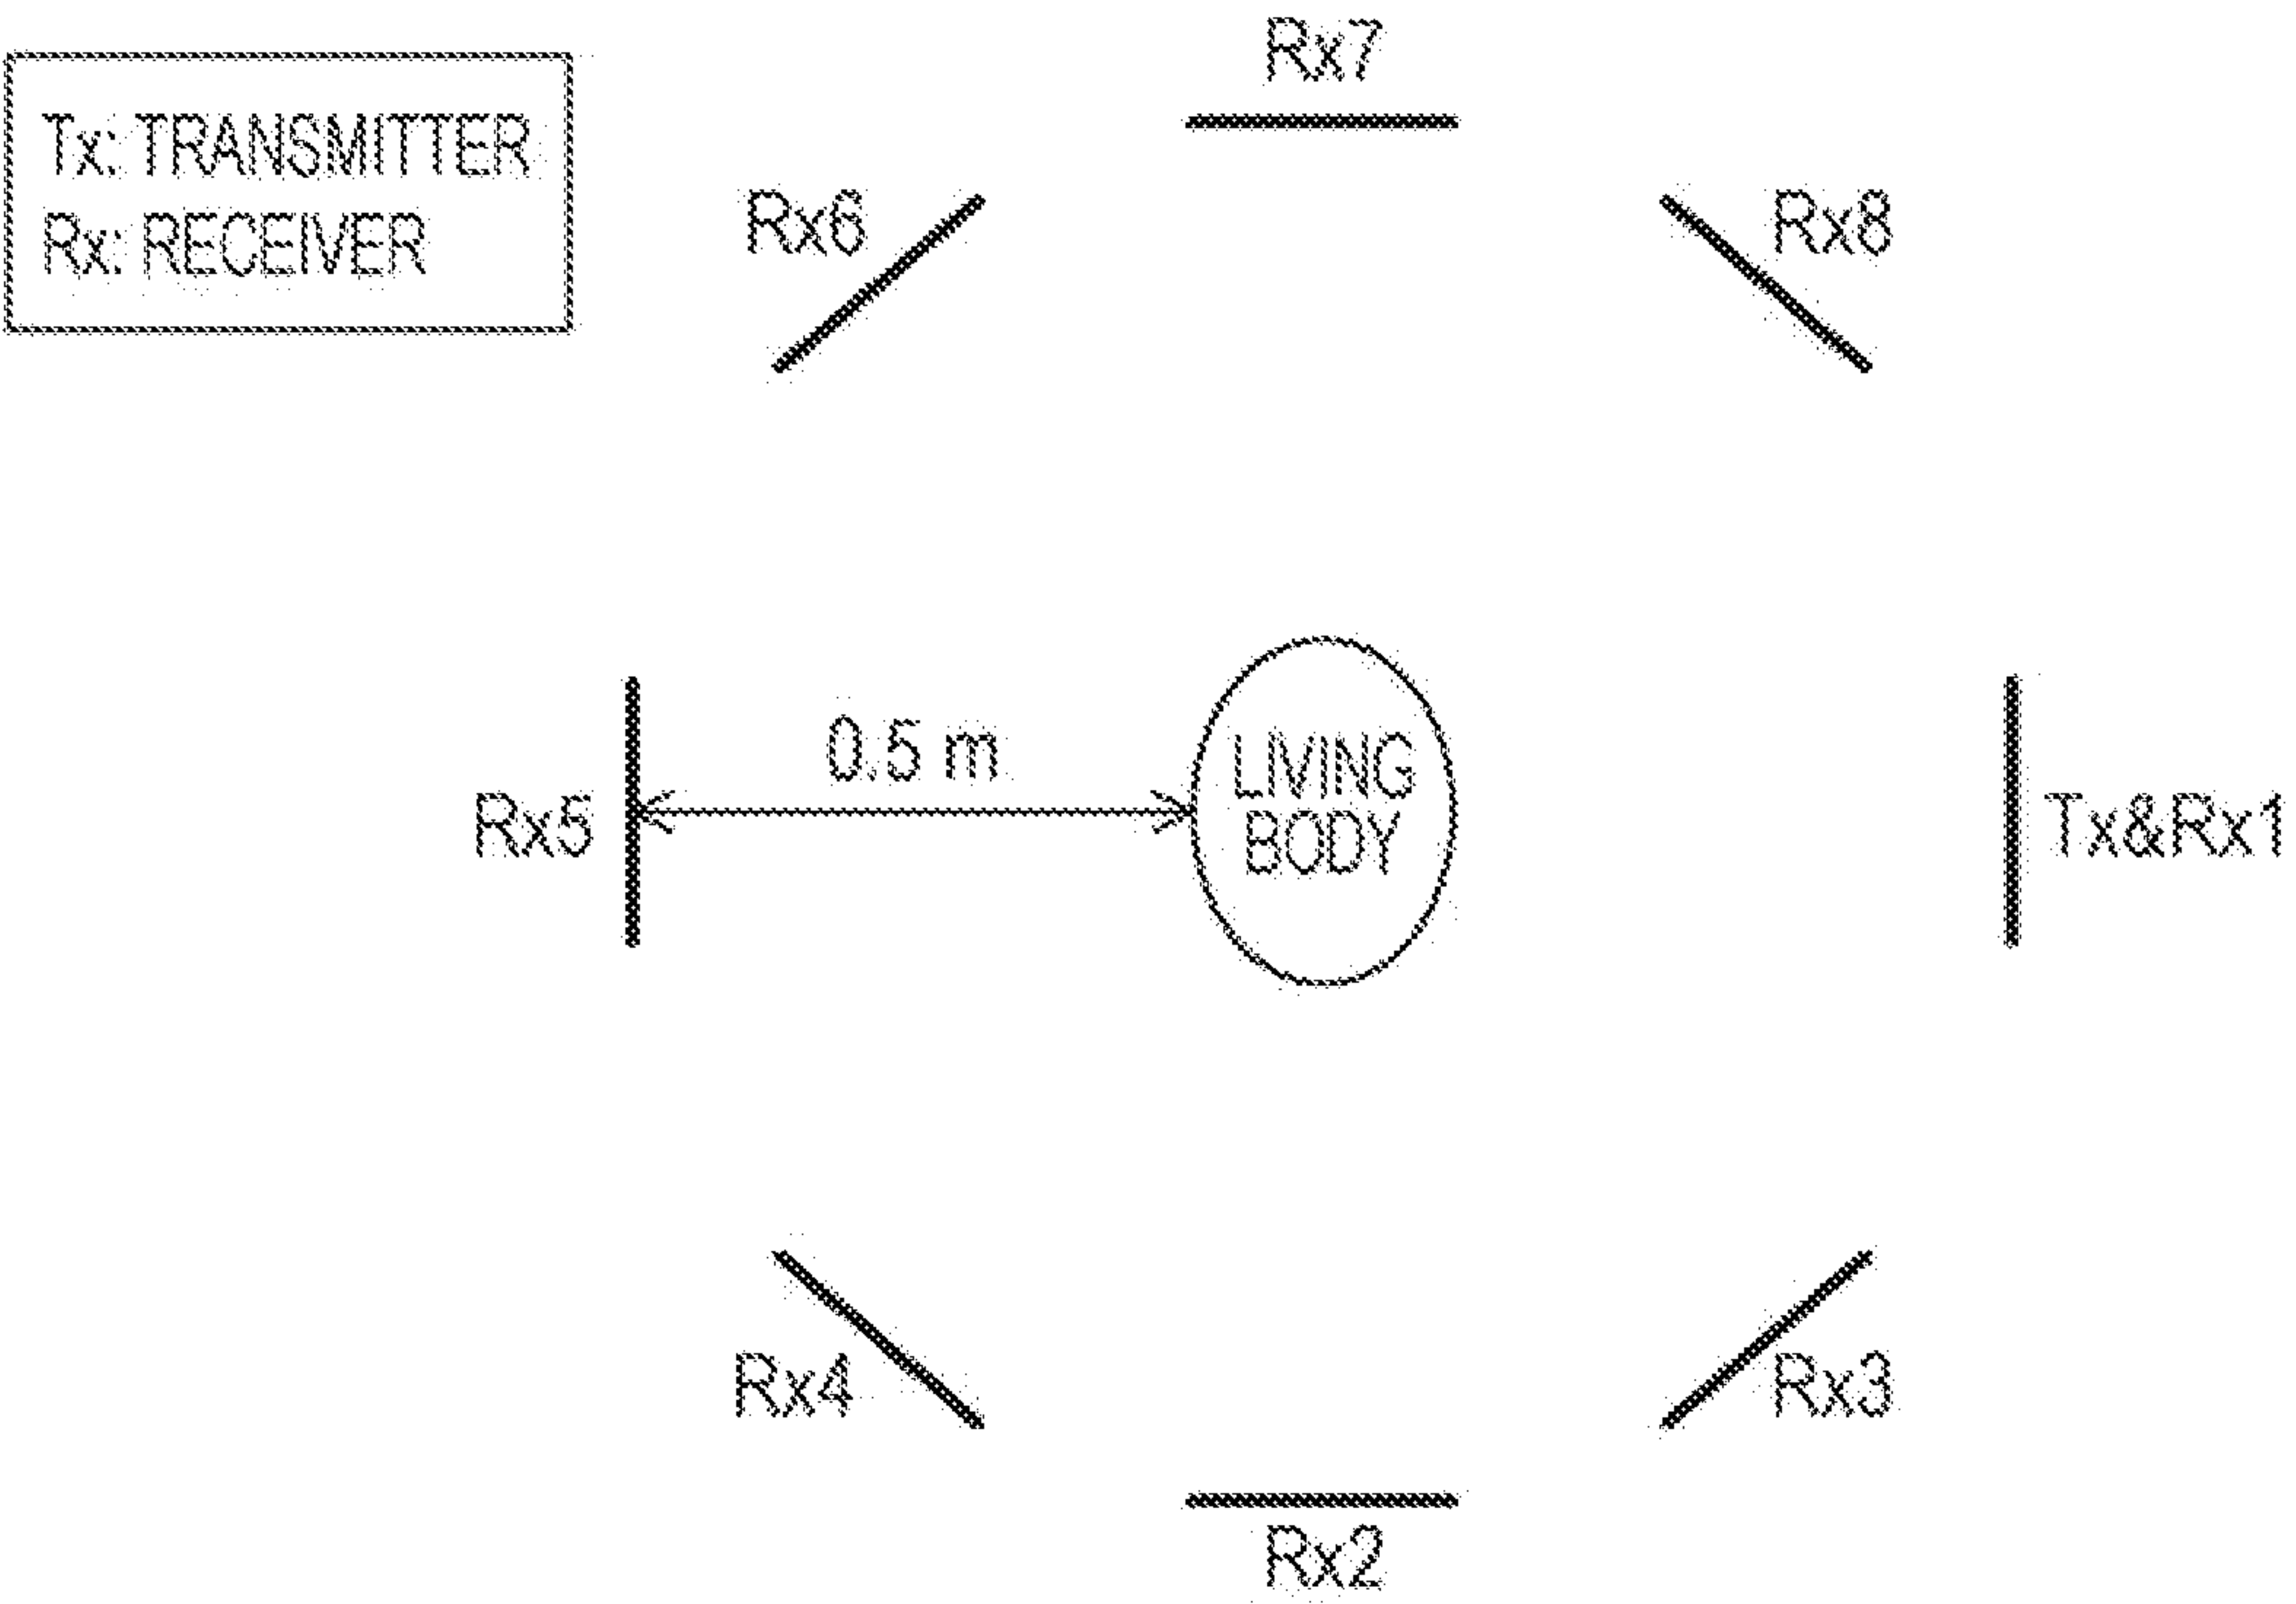 Rx7
Tx: TRANSMITTER
Rx: RECEIVER
Rx6
Rx8
0.5 m
LIVING
BODY
Rx5
Tx&Rx1
Rx4
Rx3
Rx2